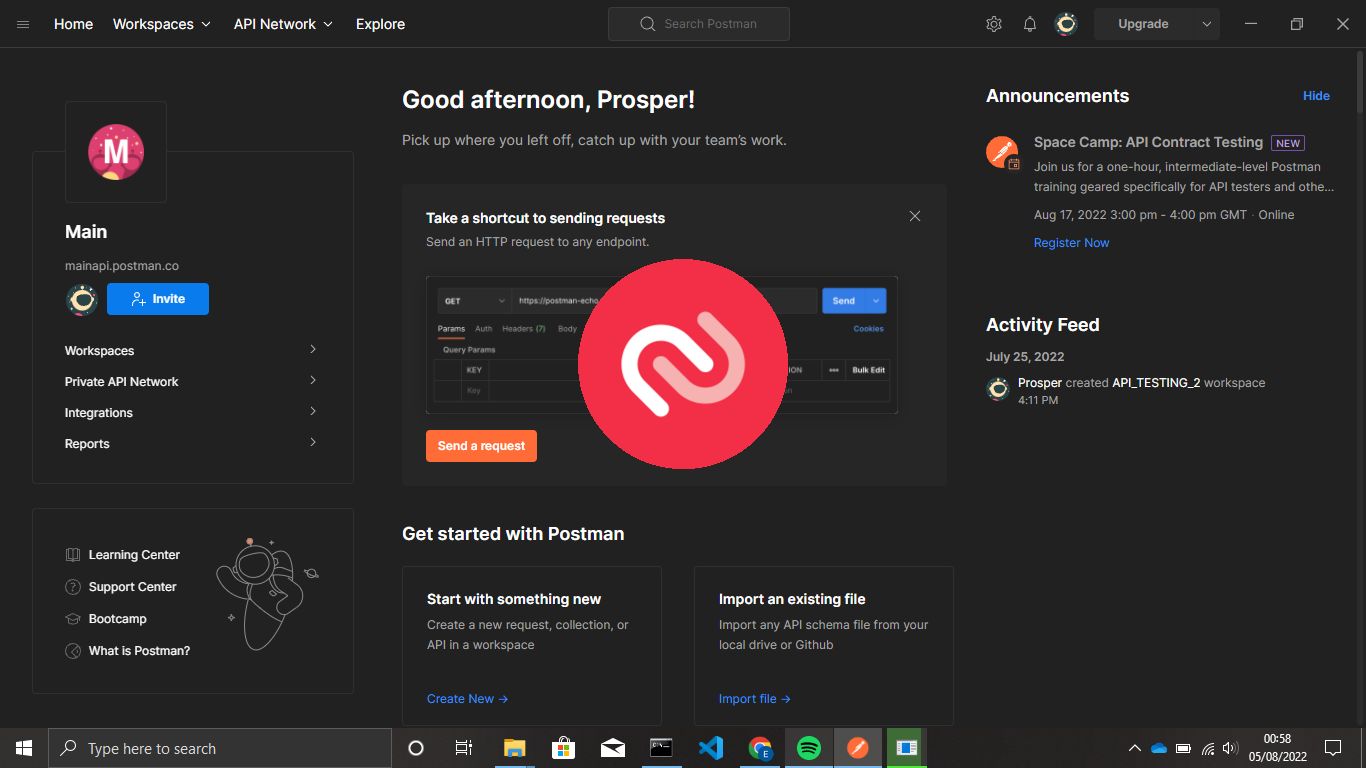 Home Workspaces API Network Explore
Search Postman
Upgrade
M
Main
mainapi.postman.co
Invite
Workspaces
Private API Network
Integrations
Reports
Learning Center
Support Center
Bootcamp
What is Postman?
Good afternoon, Prosper!
Pick up where you left off, catch up with your team’s work.
Take a shortcut to sending requests
Send an HTTP request to any endpoint.
GET https://postman-echo. Send
Params Auth Headers (7) Body Cookies
Query Params
KEY ION ••• Bulk Edit
Key
Send a request
Get started with Postman
Start with something new
Create a new request, collection, or
API in a workspace
Create New →
Import an existing file
Import any API schema file from your
local drive or Github
Import file →
Announcements Hide
Space Camp: API Contract Testing NEW
Join us for a one-hour, intermediate-level Postman
training geared specifically for API testers and othe...
Aug 17, 2022 3:00 pm - 4:00 pm GMT · Online
Register Now
Activity Feed
July 25, 2022
Prosper created API_TESTING_2 workspace
4:11 PM
Type here to search
E
00:58
05/08/2022